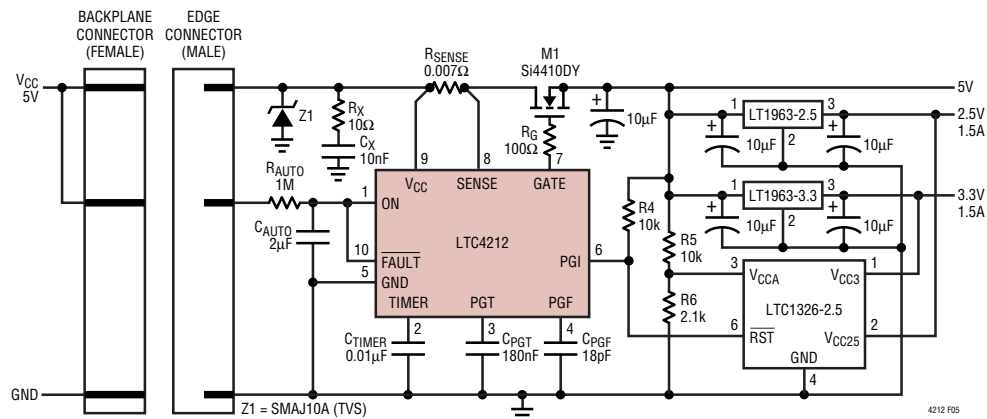 BACKPLANE
CONNECTOR
(FEMALE)
EDGE
CONNECTOR
(MALE)
VCC
5V
GND
Z1
RX
10Ω
CX
10nF
RSENSE
0.007Ω
M1
Si4410DY
RG
100Ω
10µF
5V
1
LT1963-2.5
3
2
10µF
10µF
2.5V
1.5A
1
LT1963-3.3
3
2
10µF
10µF
3.3V
1.5A
RAUTO
1M
CAUTO
2µF
9
8
7
VCC
SENSE
GATE
1
ON
LTC4212
10
FAULT
5
GND
PGI
6
TIMER
PGT
PGF
2
3
4
CTIMER
0.01µF
CPGT
180nF
CPGF
18pF
R4
10k
R5
10k
R6
2.1k
3
VCCA
VCC3
1
LTC1326-2.5
6
RST
VCC25
2
GND
4
Z1 = SMAJ10A (TVS)
4212 F05